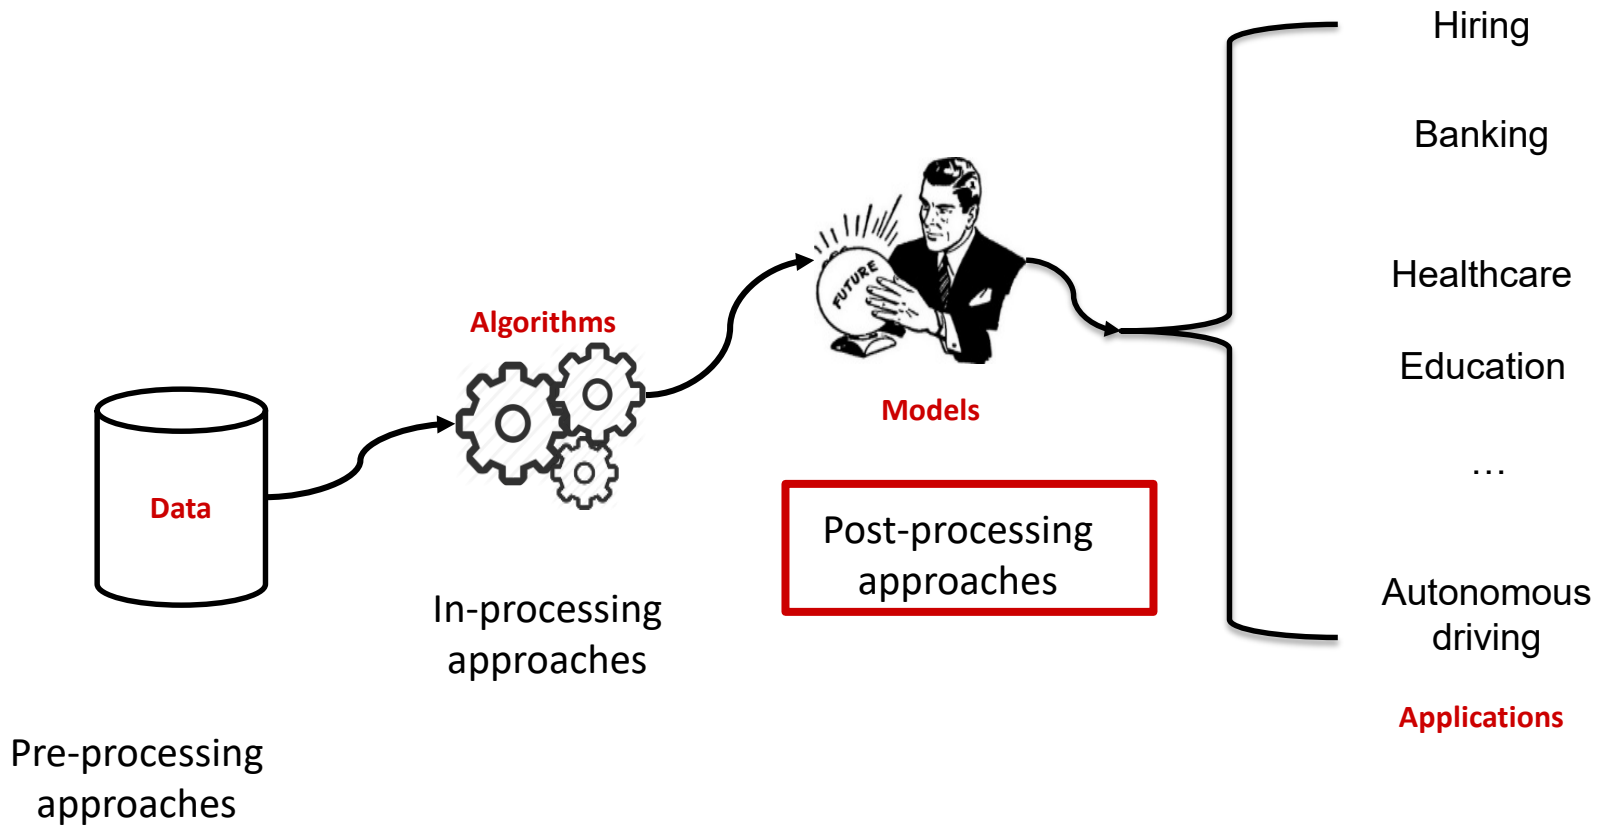 Data
Pre-processing
approaches
Algorithms
In-processing
approaches
FUTURE
Models
Post-processing
approaches
Hiring
Banking
Healthcare
Education
…
Autonomous
driving
Applications